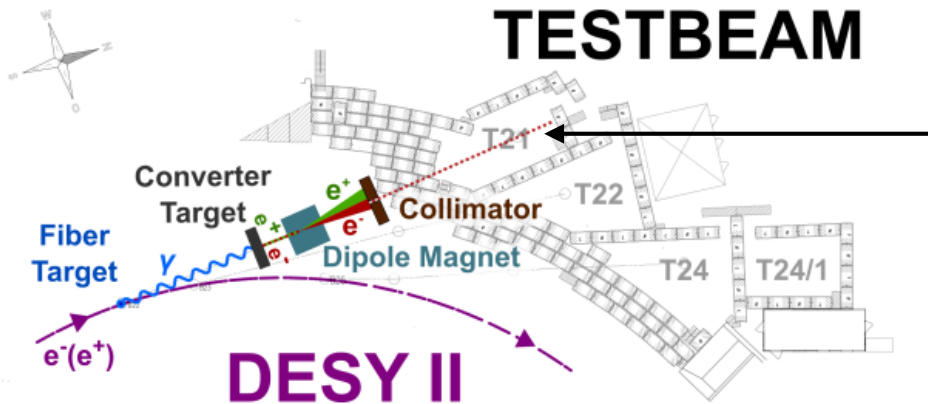 TESTBEAM
W
N
S
O
T21
T22
T24
T24/1
Converter
Target
e+
e-
Collimator
Dipole Magnet
e+
e-
Fiber
Target
γ
e⁻(e⁺)
DESY II